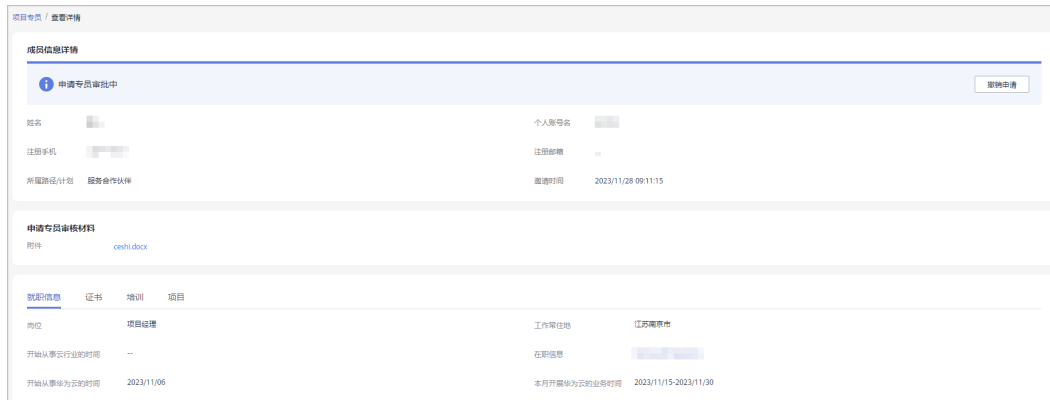 项目专员 / 查看详情
成员信息详情
申请专员审批中 撤销申请
姓名 个人账号名
注册手机 注册邮箱 --
所属路径/计划 服务合作伙伴 邀请时间 2023/11/28 09:11:15
申请专员审核材料
附件 ceshi.docx
就职信息 证书 培训 项目
岗位 项目经理 工作常住地 江苏南京市
开始从事云行业的时间 -- 在职信息
开始从事华为云的时间 2023/11/06 本月开展华为云的业务时间 2023/11/15-2023/11/30